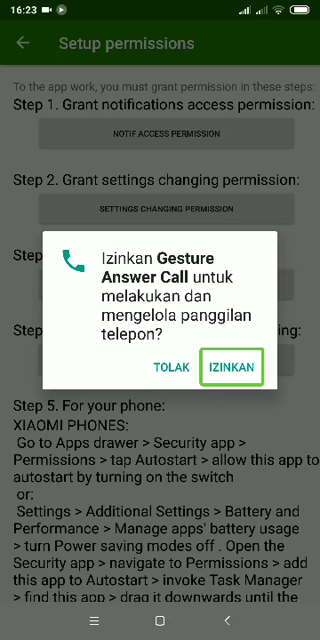 16:23
Setup permissions
To the app work, you must grant permission in these steps:
Step 1. Grant notifications access permission:
NOTIF ACCESS PERMISSION
Step 2. Grant settings changing permission:
SETTINGS CHANGING PERMISSION
Step
Izinkan Gesture
Answer Call untuk
melakukan dan
mengelola panggilan
telepon?
Step
ing:
TOLAK
IZINKAN
Step 5. For your phone:
XIAOMI PHONES:
Go to Apps drawer > Security app >
Permissions > tap Autostart > allow this app to
autostart by turning on the switch
or:
Settings > Additional Settings > Battery and
Performance > Manage apps' battery usage
> turn Power saving modes off . Open the
Security app > navigate to Permissions > add
this app to Autostart > invoke Task Manager
> find this app > drag it downwards until the